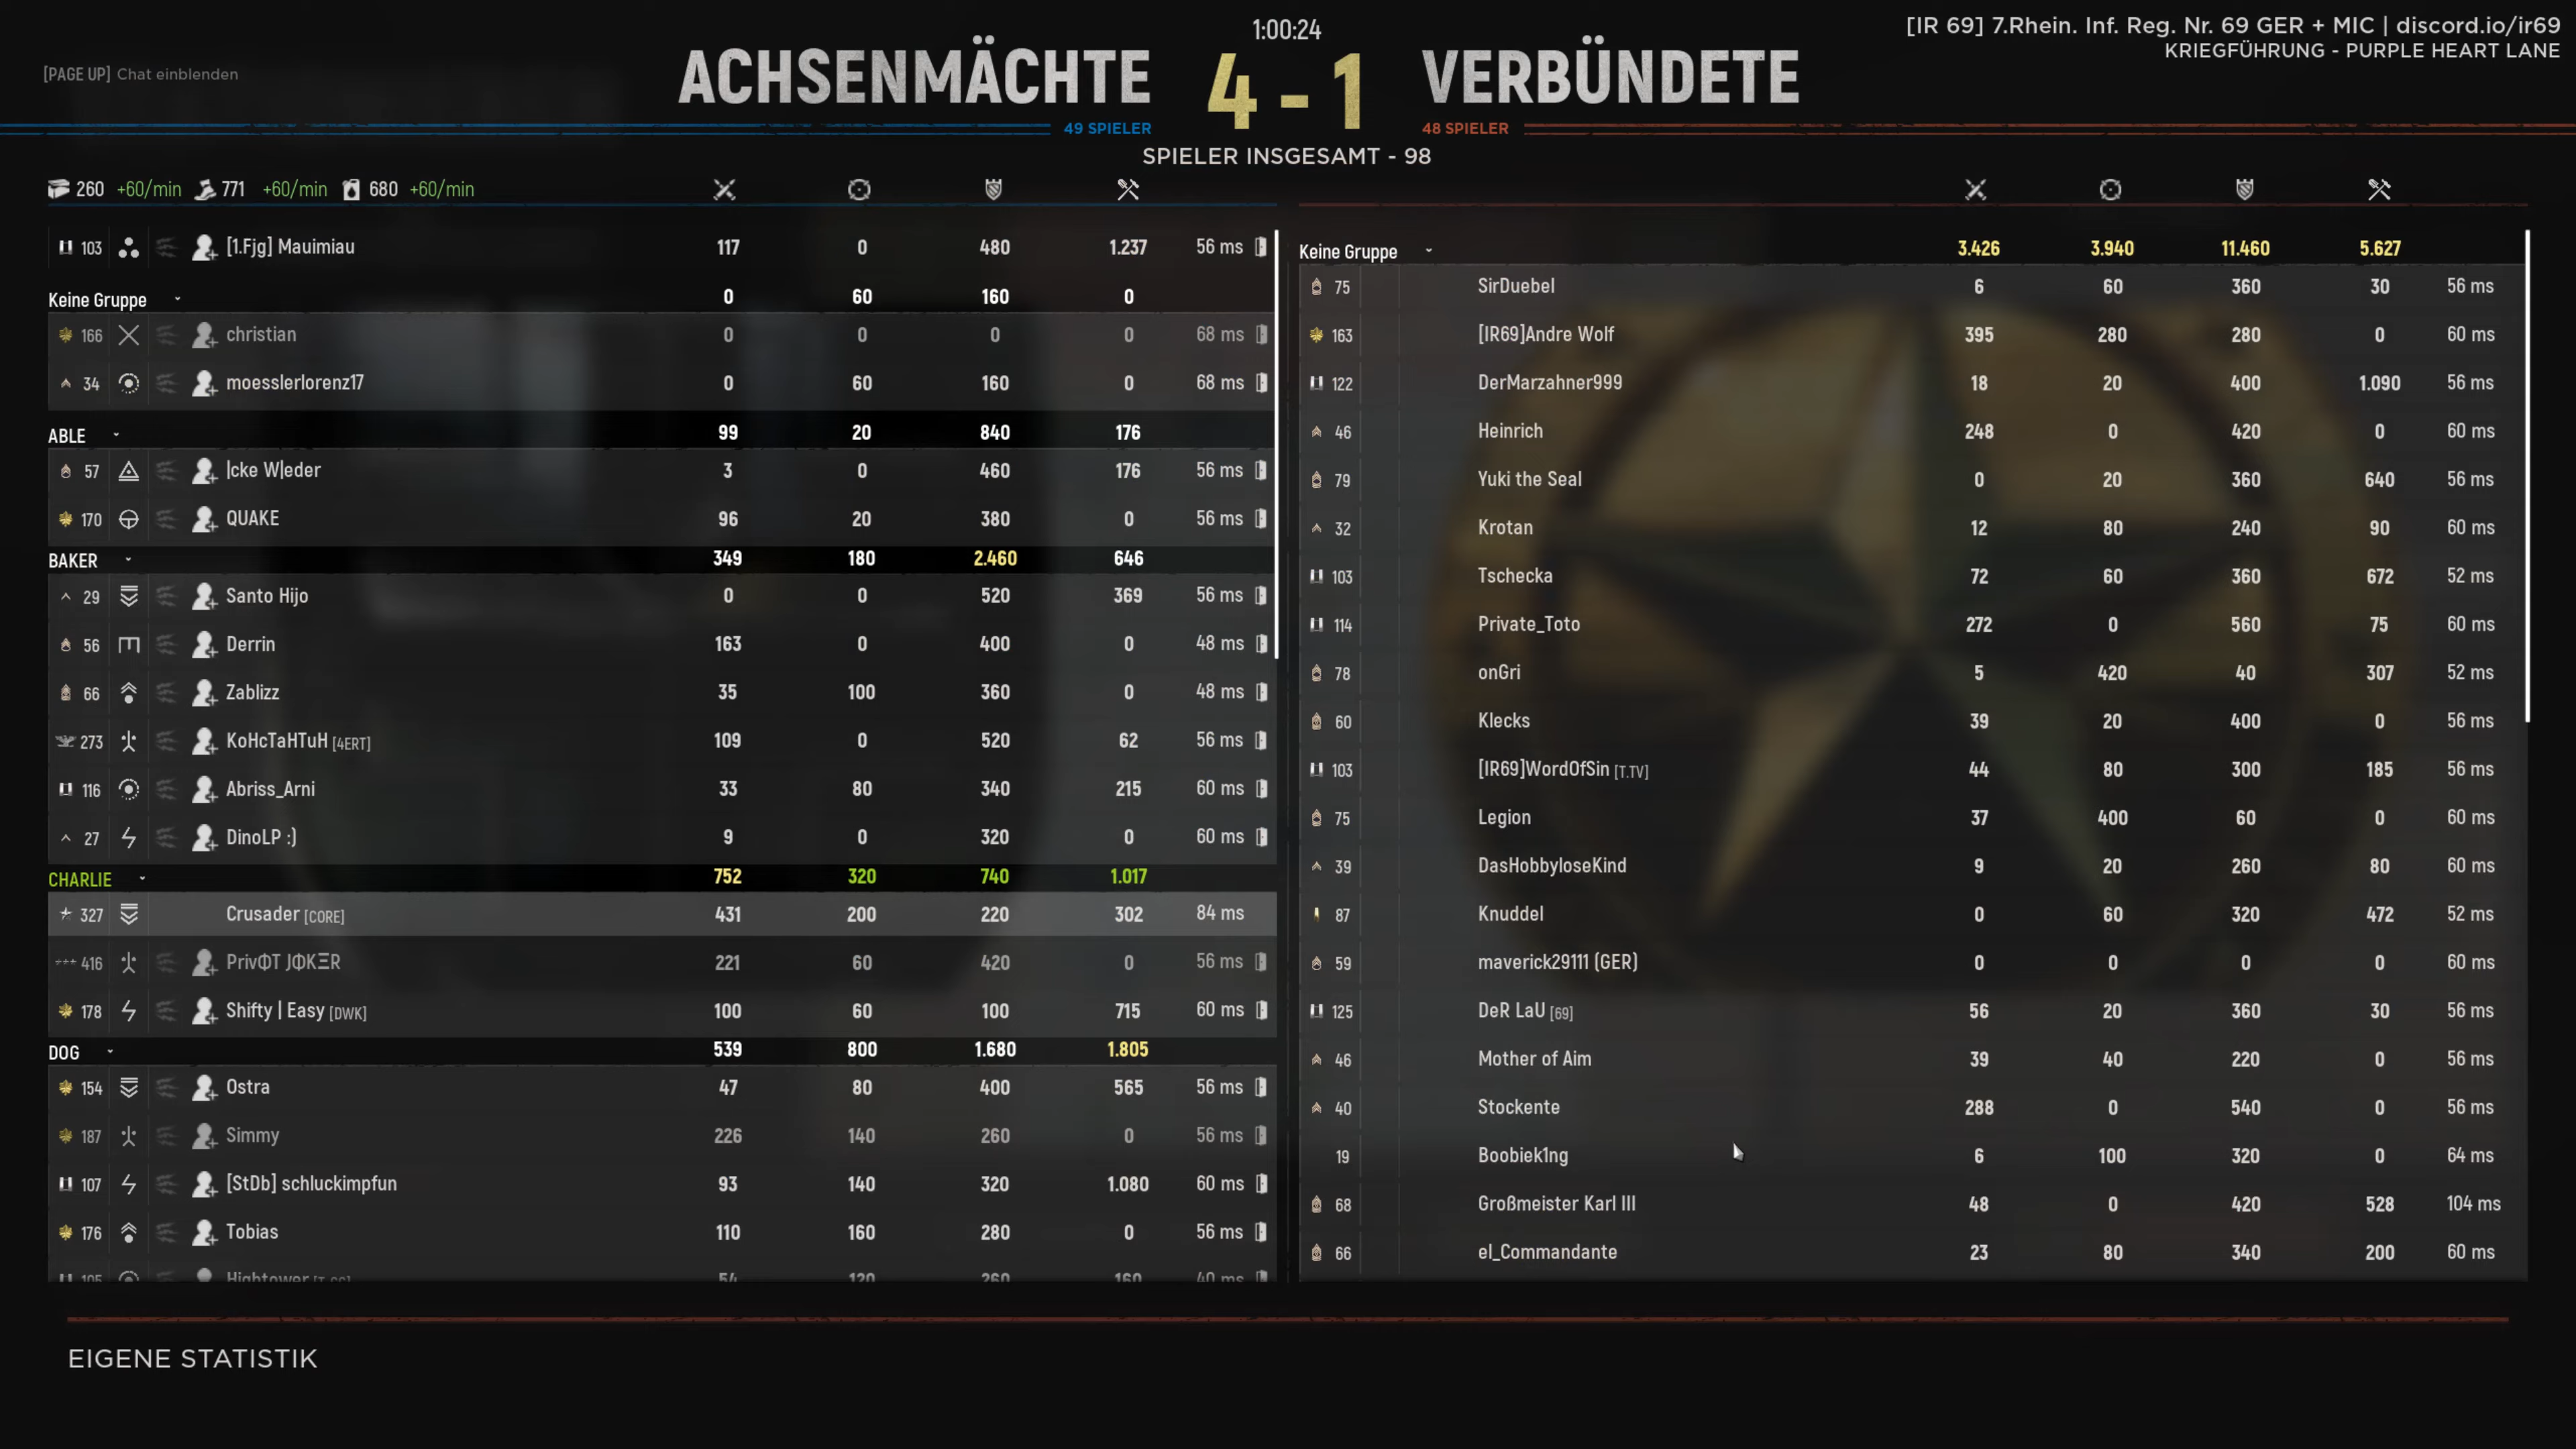 1:00:24
[IR 69] 7.Rhein. Inf. Reg. Nr. 69 GER + MIC | discord.io/ir69
KRIEGFÜHRUNG - PURPLE HEART LANE
[PAGE UP] Chat einblenden
ACHSENMÄCHTE 4 - 1 VERBÜNDETE
49 SPIELER 48 SPIELER
SPIELER INSGESAMT - 98
260 +60/min 771 +60/min 680 +60/min
103 [1.Fjg] Mauimiau 117 0 480 1.237 56 ms
Keine Gruppe 0 60 160 0
166 christian 0 0 0 0 68 ms
34 moesslerlorenz17 0 60 160 0 68 ms
ABLE 99 20 840 176
57 |cke W|eder 3 0 460 176 56 ms
170 QUAKE 96 20 380 0 56 ms
BAKER 349 180 2.460 646
29 Santo Hijo 0 0 520 369 56 ms
56 Derrin 163 0 400 0 48 ms
66 Zablizz 35 100 360 0 48 ms
273 KoHcTaHTuH [4ERT] 109 0 520 62 56 ms
116 Abriss_Arni 33 80 340 215 60 ms
27 DinoLP :) 9 0 320 0 60 ms
CHARLIE 752 320 740 1.017
327 Crusader [CORE] 431 200 220 302 84 ms
416 PrivФT JФKΞR 221 60 420 0 56 ms
178 Shifty | Easy [DWK] 100 60 100 715 60 ms
DOG 539 800 1.680 1.805
154 Ostra 47 80 400 565 56 ms
187 Simmy 226 140 260 0 56 ms
107 [StDb] schluckimpfun 93 140 320 1.080 60 ms
176 Tobias 110 160 280 0 56 ms
105 Hightower 54 120 260 160 40 ms
Keine Gruppe 3.426 3.940 11.460 5.627
75 SirDuebel 6 60 360 30 56 ms
163 [IR69]Andre Wolf 395 280 280 0 60 ms
122 DerMarzahner999 18 20 400 1.090 56 ms
46 Heinrich 248 0 420 0 60 ms
79 Yuki the Seal 0 20 360 640 56 ms
32 Krotan 12 80 240 90 60 ms
103 Tschecka 72 60 360 672 52 ms
114 Private_Toto 272 0 560 75 60 ms
78 onGri 5 420 40 307 52 ms
60 Klecks 39 20 400 0 56 ms
103 [IR69]WordOfSin [T.TV] 44 80 300 185 56 ms
75 Legion 37 400 60 0 60 ms
39 DasHobbyloseKind 9 20 260 80 60 ms
87 Knuddel 0 60 320 472 52 ms
59 maverick29111 (GER) 0 0 0 0 60 ms
125 DeR LaU [69] 56 20 360 30 56 ms
46 Mother of Aim 39 40 220 0 56 ms
40 Stockente 288 0 540 0 56 ms
19 Boobiek1ng 6 100 320 0 64 ms
68 Großmeister Karl III 48 0 420 528 104 ms
66 el_Commandante 23 80 340 200 60 ms
EIGENE STATISTIK